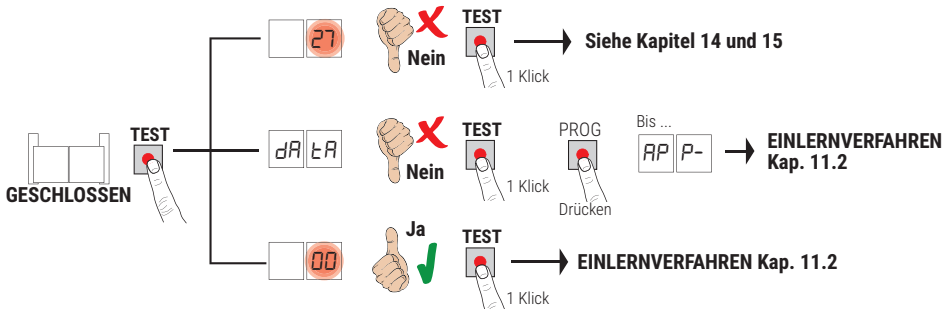 27
Nein
TEST
1 Klick
Siehe Kapitel 14 und 15
GESCHLOSSEN
TEST
dA tA
Nein
TEST
1 Klick
PROG
Drücken
Bis ...
AP P-
EINLERNVERFAHREN
Kap. 11.2
00
Ja
TEST
1 Klick
EINLERNVERFAHREN Kap. 11.2